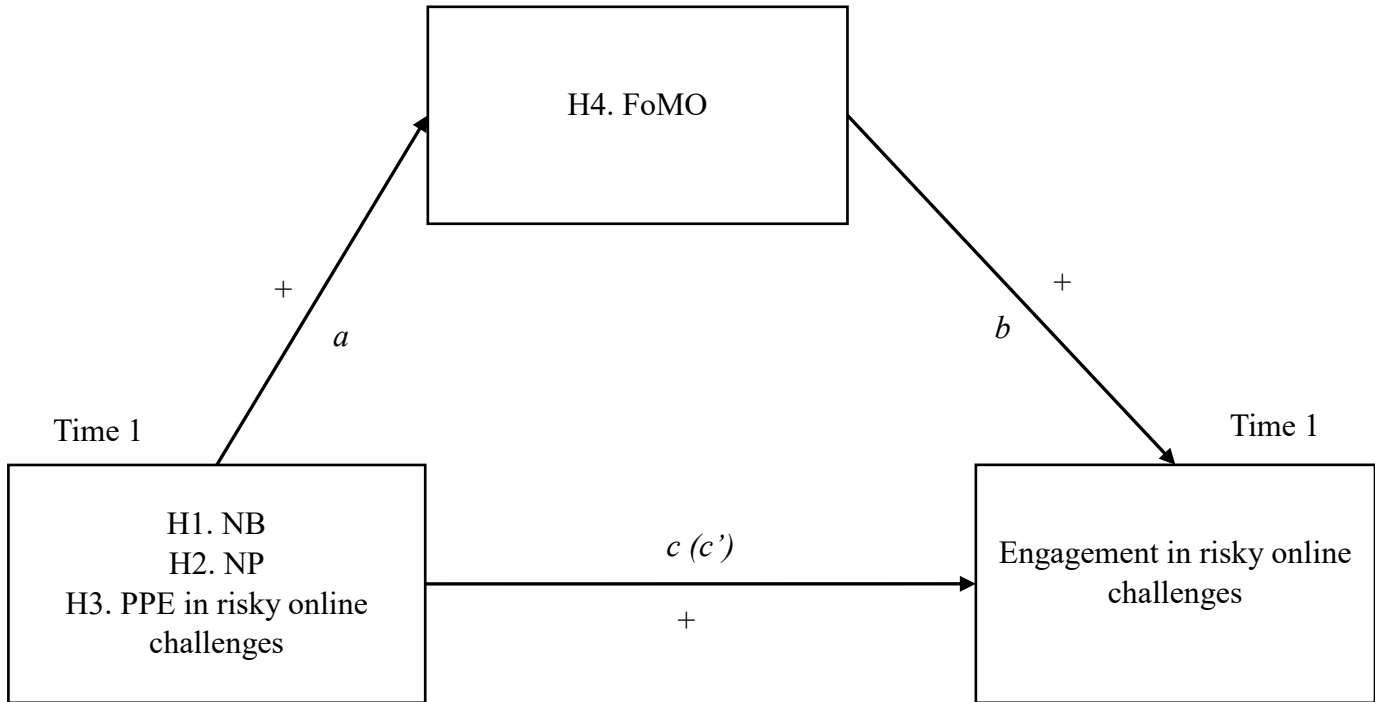 H4. FoMO
+
a
+
b
Time 1
Time 1
H1. NB
H2. NP
H3. PPE in risky online
challenges
c (c’)
+
Engagement in risky online
challenges